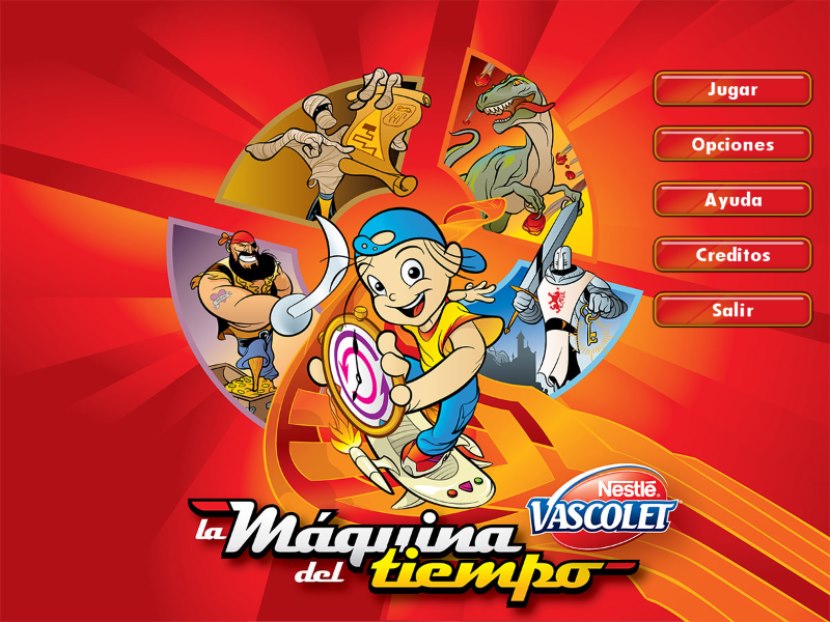 Jugar
Opciones
Ayuda
Creditos
Salir
Nestlé
VASCOLET
la Máquina
del tiempo